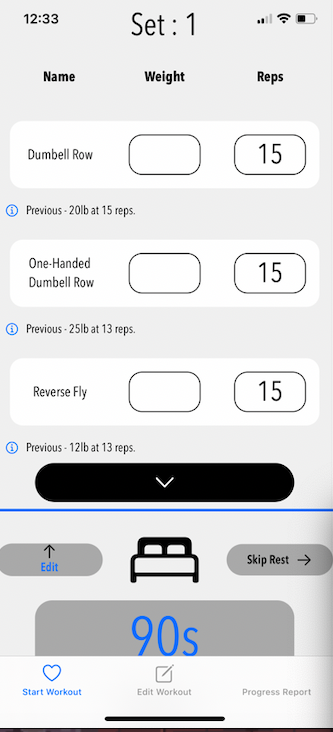 12:33
Set : 1
Name Weight Reps
Dumbell Row 15
Previous - 20lb at 15 reps.
One-Handed
Dumbell Row 15
Previous - 25lb at 13 reps.
Reverse Fly 15
Previous - 12lb at 13 reps.
Edit
Skip Rest
90s
Start Workout Edit Workout Progress Report